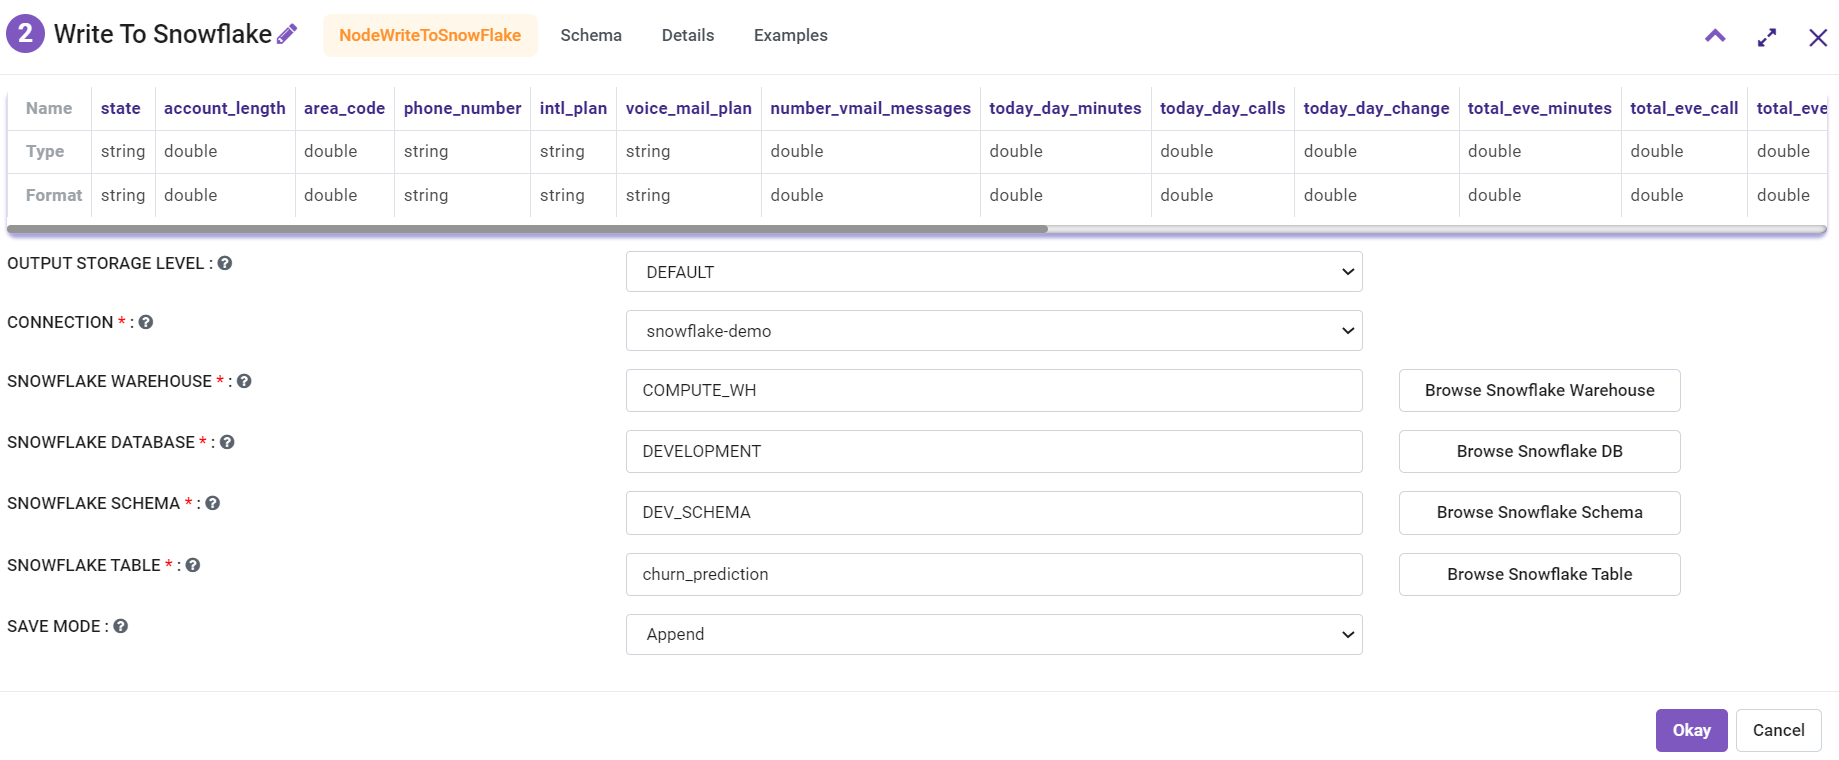 2 Write To Snowflake NodeWriteToSnowFlake Schema Details Examples
Name state account_length area_code phone_number intl_plan voice_mail_plan number_vmail_messages today_day_minutes today_day_calls today_day_change total_eve_minutes total_eve_call total_eve
Type string double double string string string double double double double double double double
Format string double double string string string double double double double double double double
OUTPUT STORAGE LEVEL : DEFAULT
CONNECTION * : snowflake-demo
SNOWFLAKE WAREHOUSE * : COMPUTE_WH Browse Snowflake Warehouse
SNOWFLAKE DATABASE * : DEVELOPMENT Browse Snowflake DB
SNOWFLAKE SCHEMA * : DEV_SCHEMA Browse Snowflake Schema
SNOWFLAKE TABLE * : churn_prediction Browse Snowflake Table
SAVE MODE : Append
Okay Cancel